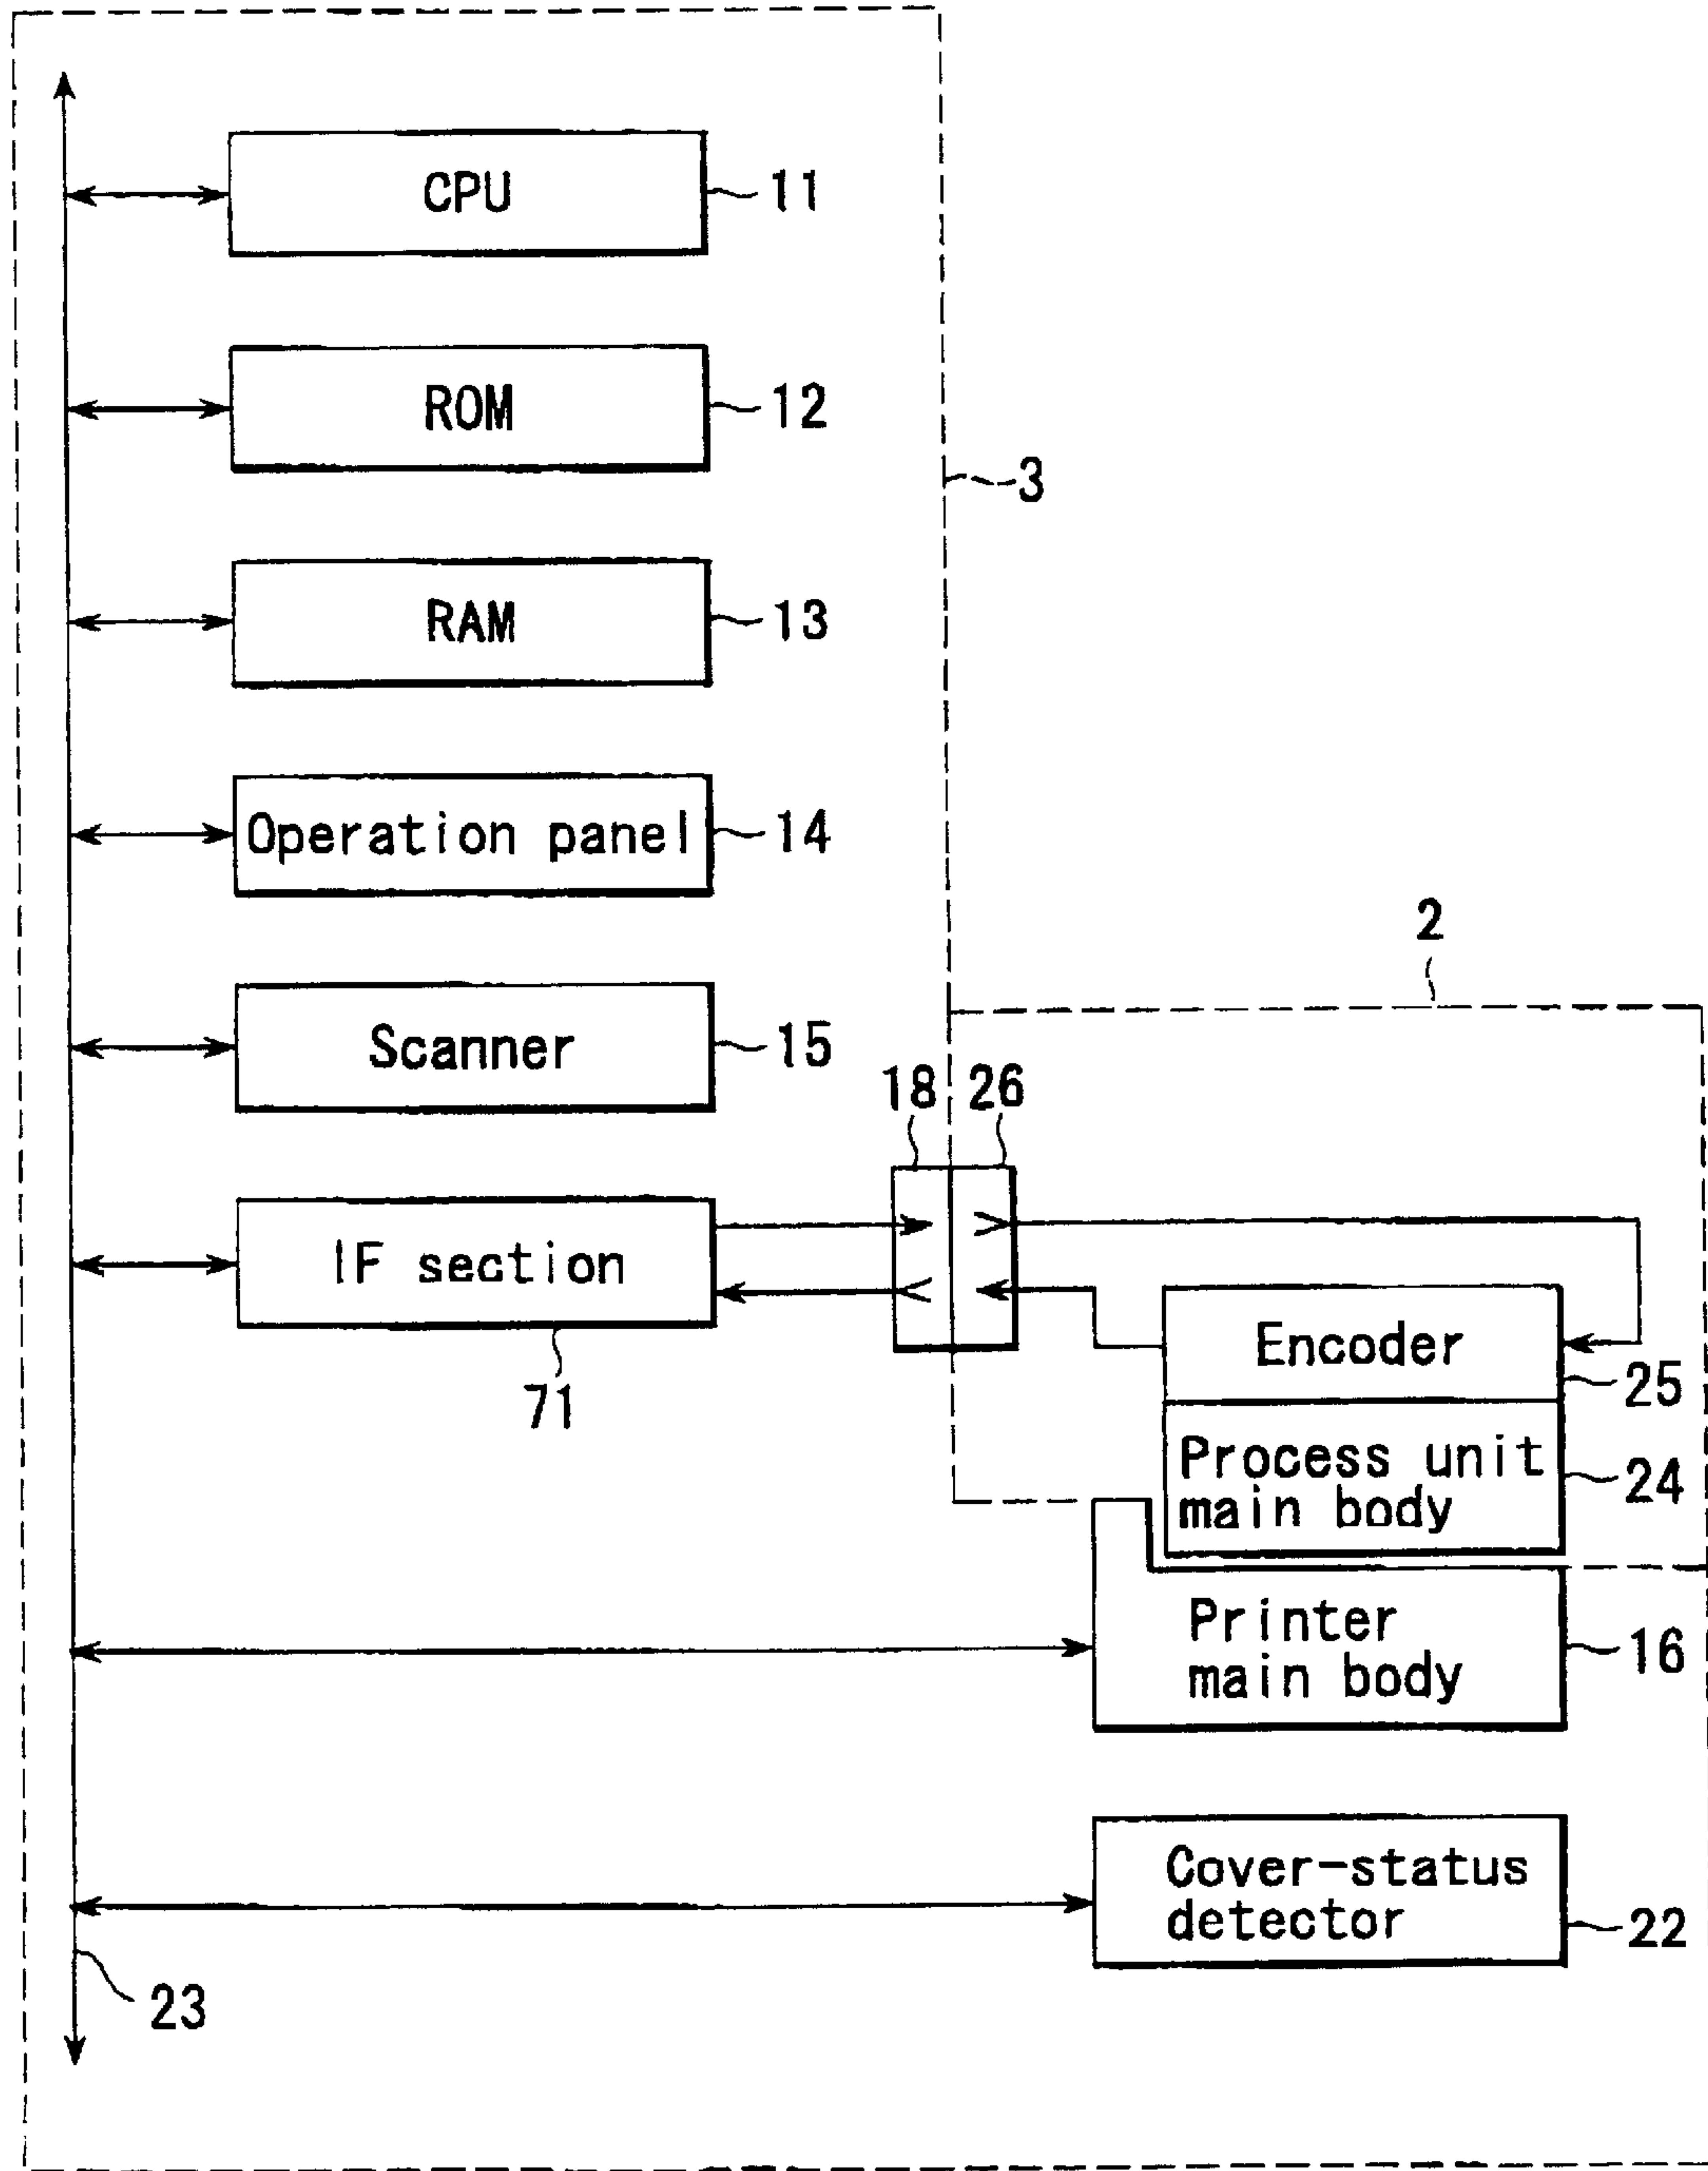 CPU 11
ROM 12
3
RAM 13
Operation panel 14
2
Scanner 15
18 26
IF section
71
Encoder
25
Process unit
main body
24
Printer
main body
16
Cover-status
detector
22
23